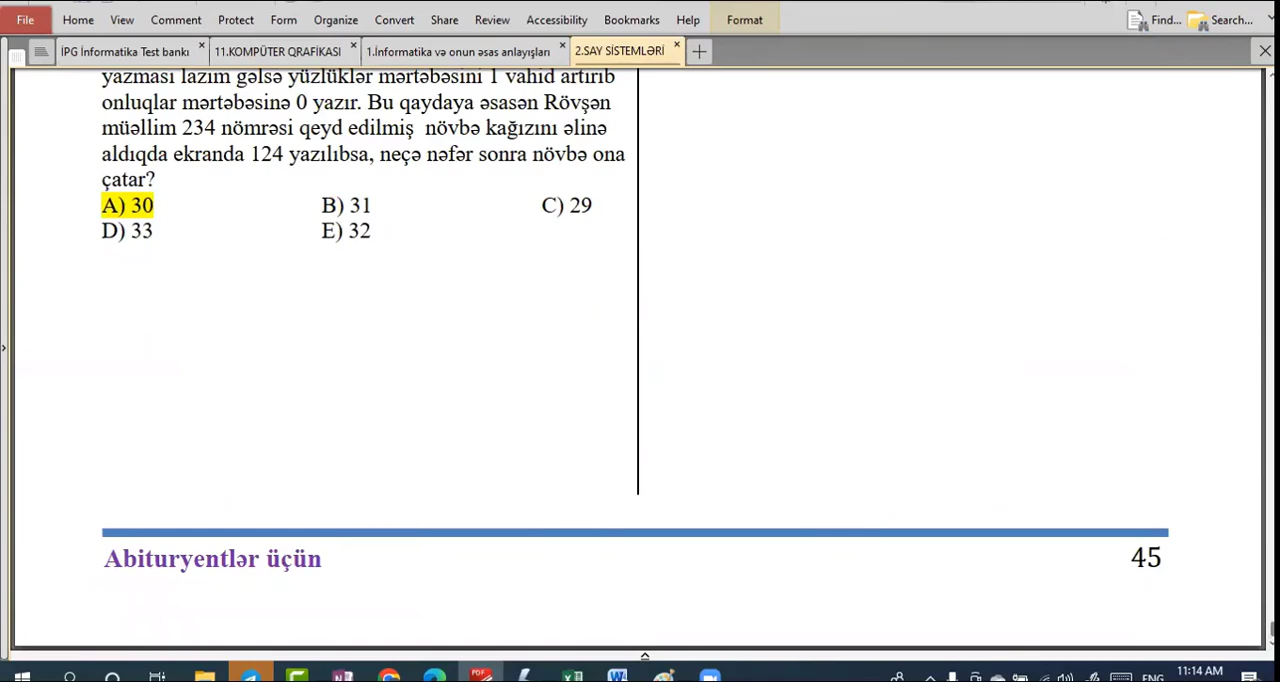 File Home View Comment Protect Form Organize Convert Share Review Accessibility Bookmarks Help Format Find... Search...
İPG İnformatika Test bankı 11.KOMPÜTER QRAFİKASI 1.İnformatika və onun əsas anlayışları 2.SAY SİSTEMLƏRİ
yazması lazım gəlsə yüzlüklər mərtəbəsini 1 vahid artırıb
onluqlar mərtəbəsinə 0 yazır. Bu qaydaya əsasən Rövşən
müəllim 234 nömrəsi qeyd edilmiş növbə kağızını əlinə
aldıqda ekranda 124 yazılıbsa, neçə nəfər sonra növbə ona
çatar?
A) 30 B) 31 C) 29
D) 33 E) 32
Abituryentlər üçün 45
11:14 AM
ENG